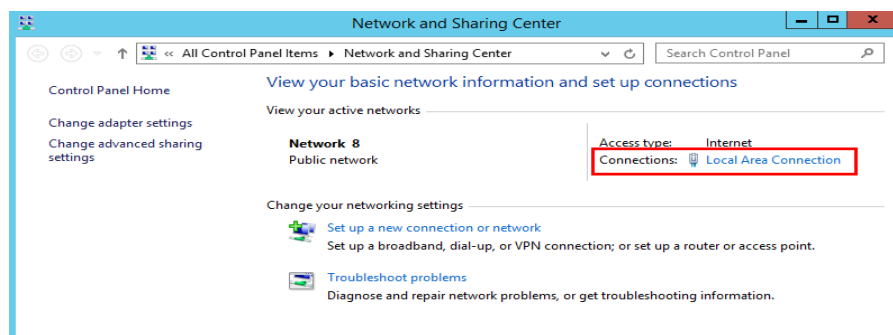 Network and Sharing Center
« All Control Panel Items ▸ Network and Sharing Center
Search Control Panel
Control Panel Home
Change adapter settings
Change advanced sharing
settings
View your basic network information and set up connections
View your active networks
Network 8
Public network
Access type: Internet
Connections: Local Area Connection
Change your networking settings
Set up a new connection or network
Set up a broadband, dial-up, or VPN connection; or set up a router or access point.
Troubleshoot problems
Diagnose and repair network problems, or get troubleshooting information.